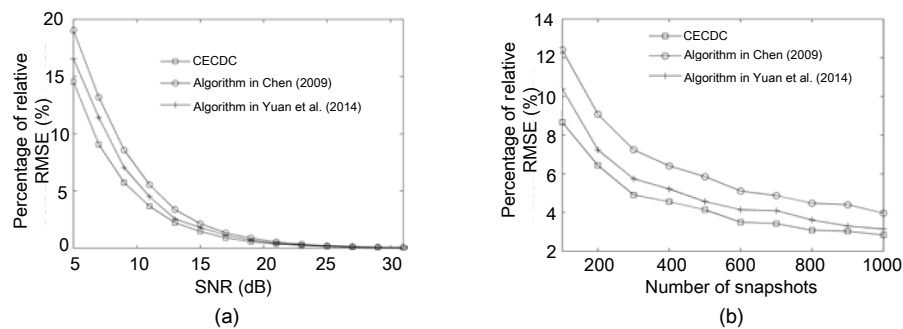 20
15
10
5
0
Percentage of relative
RMSE (%)
CECDC
Algorithm in Chen (2009)
Algorithm in Yuan et al. (2014)
5 10 15 20 25 30
SNR (dB)
(a)
14
12
10
8
6
4
2
Percentage of relative
RMSE (%)
CECDC
Algorithm in Chen (2009)
Algorithm in Yuan et al. (2014)
200 400 600 800 1000
Number of snapshots
(b)